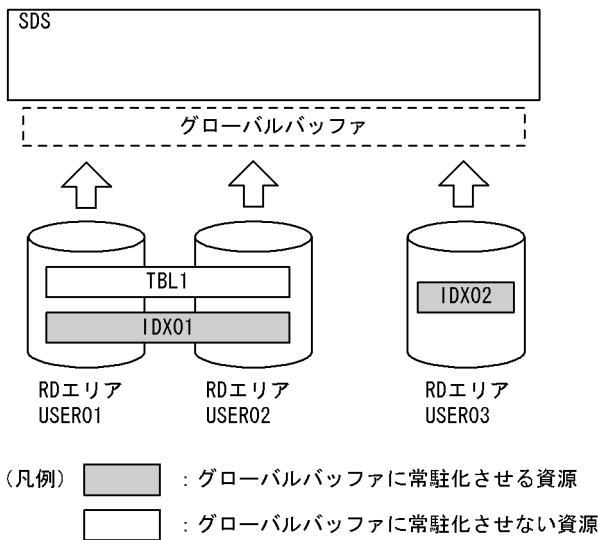 SDS
グローバルバッファ
TBL1
IDX01
IDX02
RDエリア
USER01
RDエリア
USER02
RDエリア
USER03
(凡例) : グローバルバッファに常駐化させる資源
: グローバルバッファに常駐化させない資源